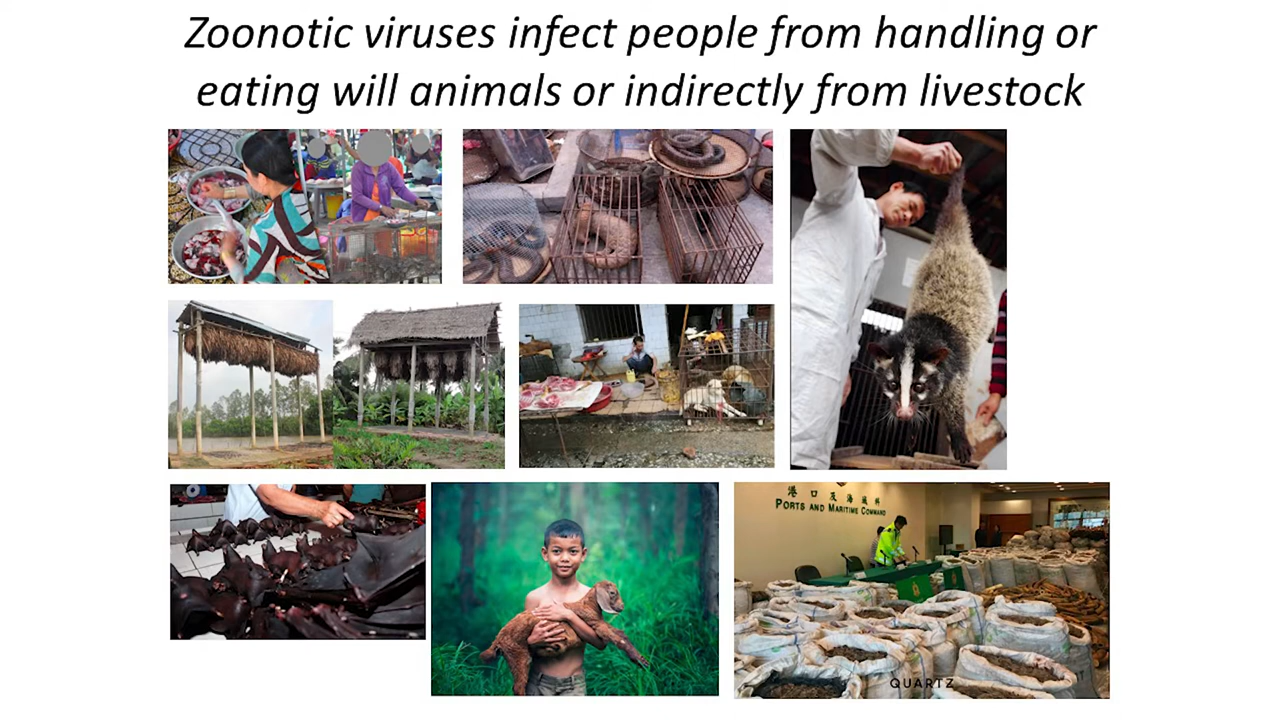 Zoonotic viruses infect people from handling or
eating will animals or indirectly from livestock
港口及海域科
PORTS AND MARITIME COMMAND
QUARTZ